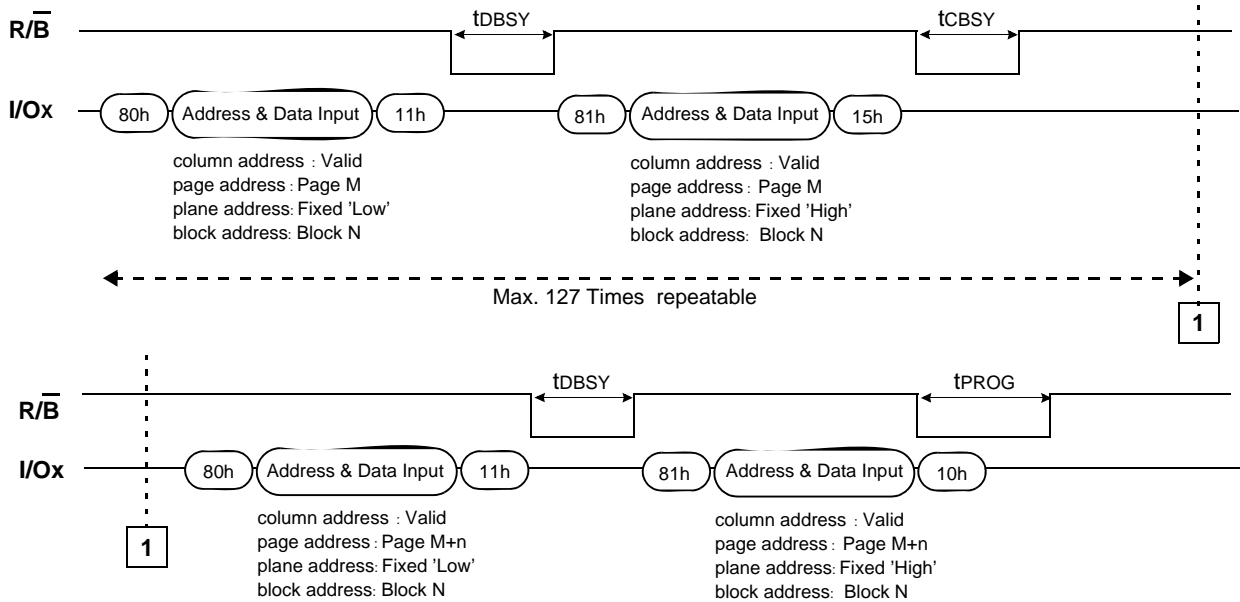 tDBSY tCBSY
R/B
I/Ox 80h Address & Data Input 11h 81h Address & Data Input 15h
column address : Valid column address : Valid
page address : Page M page address : Page M
plane address: Fixed 'Low' plane address: Fixed 'High'
block address: Block N block address: Block N
Max. 127 Times repeatable
1
tDBSY tPROG
R/B
I/Ox 80h Address & Data Input 11h 81h Address & Data Input 10h
column address : Valid column address : Valid
1 page address : Page M+n page address : Page M+n
plane address: Fixed 'Low' plane address: Fixed 'High'
block address: Block N block address: Block N